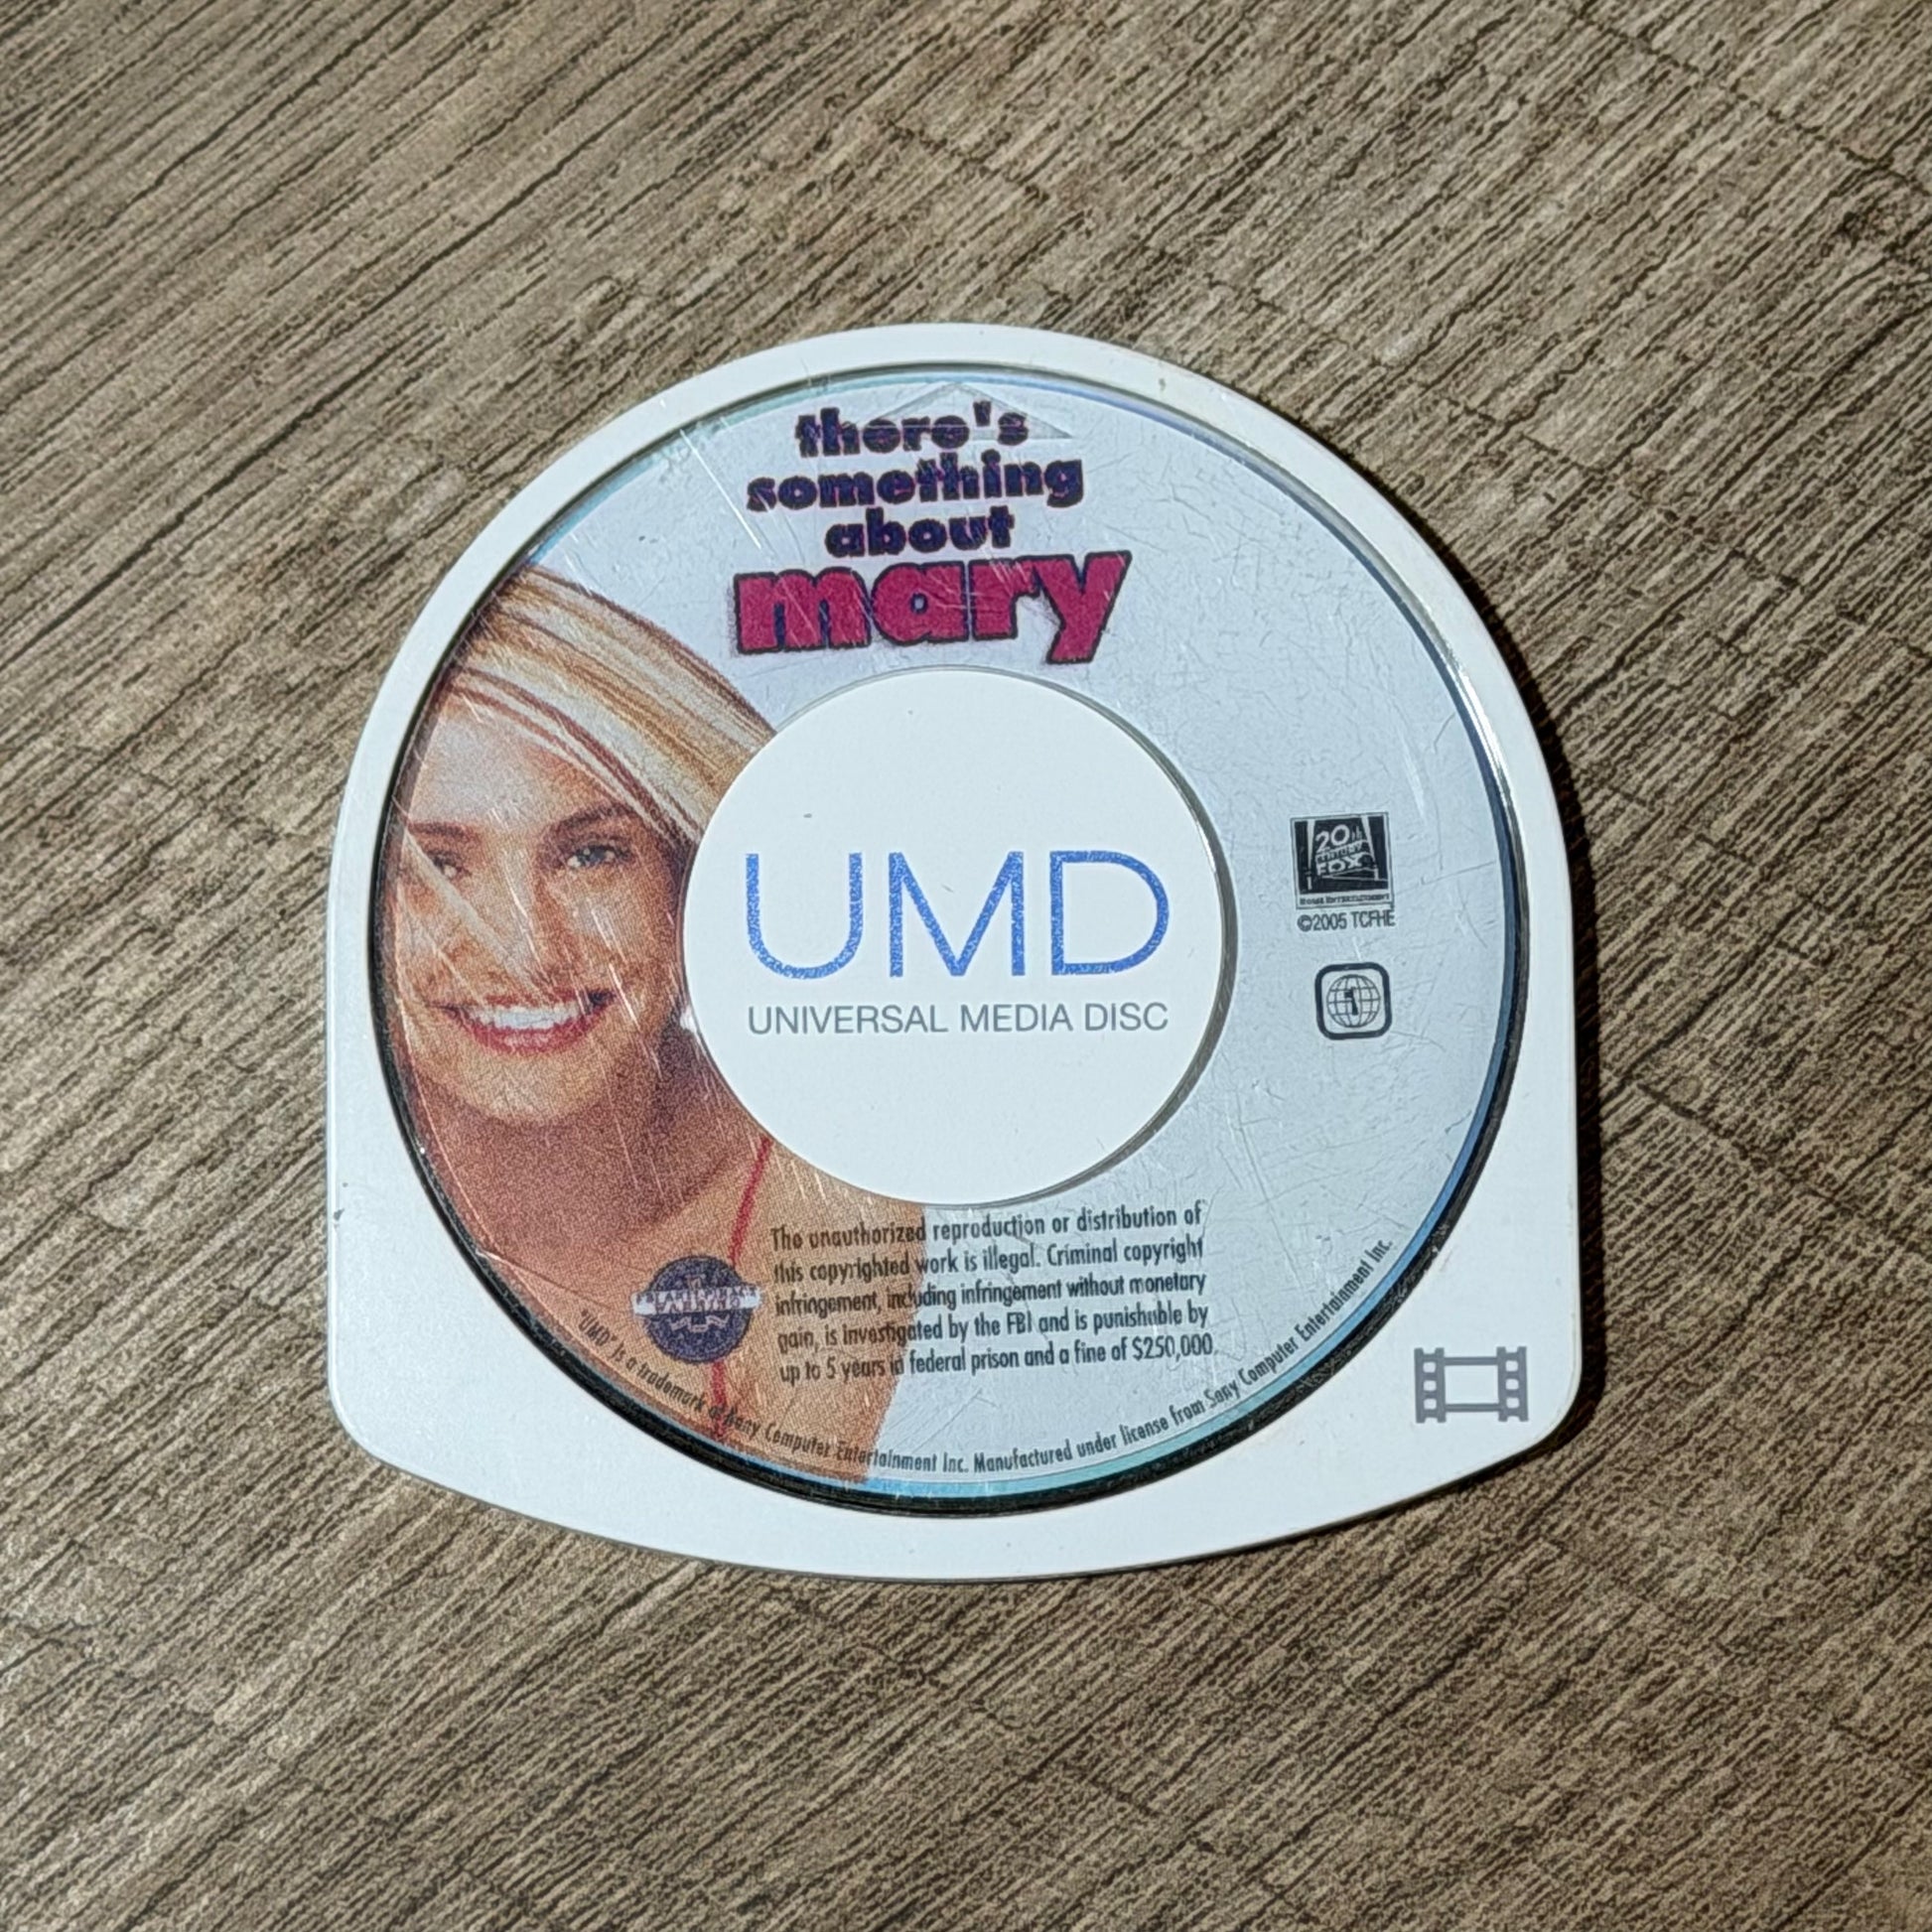 there's
something
about
mary
UMD
UNIVERSAL MEDIA DISC
20th
CENTURY
FOX
HOME ENTERTAINMENT
©2005 TCFHE
1
The unauthorized reproduction or distribution of
this copyrighted work is illegal. Criminal copyright
infringement, including infringement without monetary
gain, is investigated by the FBI and is punishable by
up to 5 years in federal prison and a fine of $250,000.
"UMD" is a trademark of Sony Computer Entertainment Inc. Manufactured under license from Sony Computer Entertainment Inc.